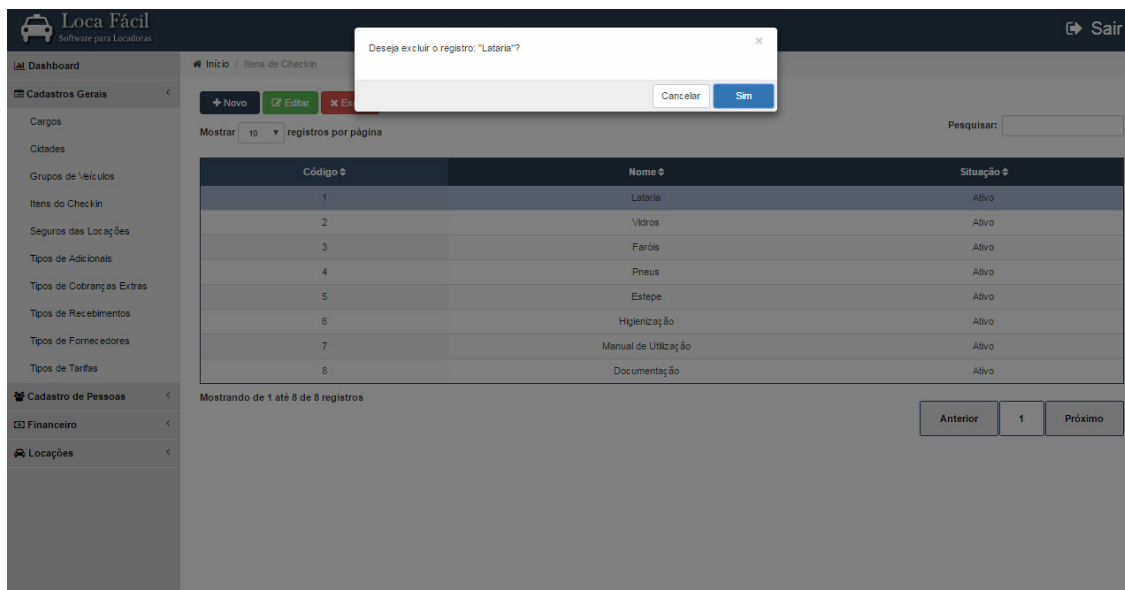 Loca Fácil
Software para Locadoras
Sair
Deseja excluir o registro: "Lataria"?
×
Cancelar
Sim
Dashboard
Início / Itens de Checkin
Cadastros Gerais
Novo
Editar
Cargos
Mostrar 10 registros por página
Pesquisar:
Cidades
Grupos de Veículos
Itens do Checkin
Seguros das Locações
Tipos de Adicionais
Tipos de Cobranças Extras
Tipos de Recebimentos
Tipos de Fornecedores
Tipos de Tarifas
Cadastro de Pessoas
Financeiro
Locações
Código Nome Situação
1 Lataria Ativo
2 Vidros Ativo
3 Faróis Ativo
4 Pneus Ativo
5 Estepe Ativo
6 Higienização Ativo
7 Manual de Utilização Ativo
8 Documentação Ativo
Mostrando de 1 até 8 de 8 registros
Anterior 1 Próximo